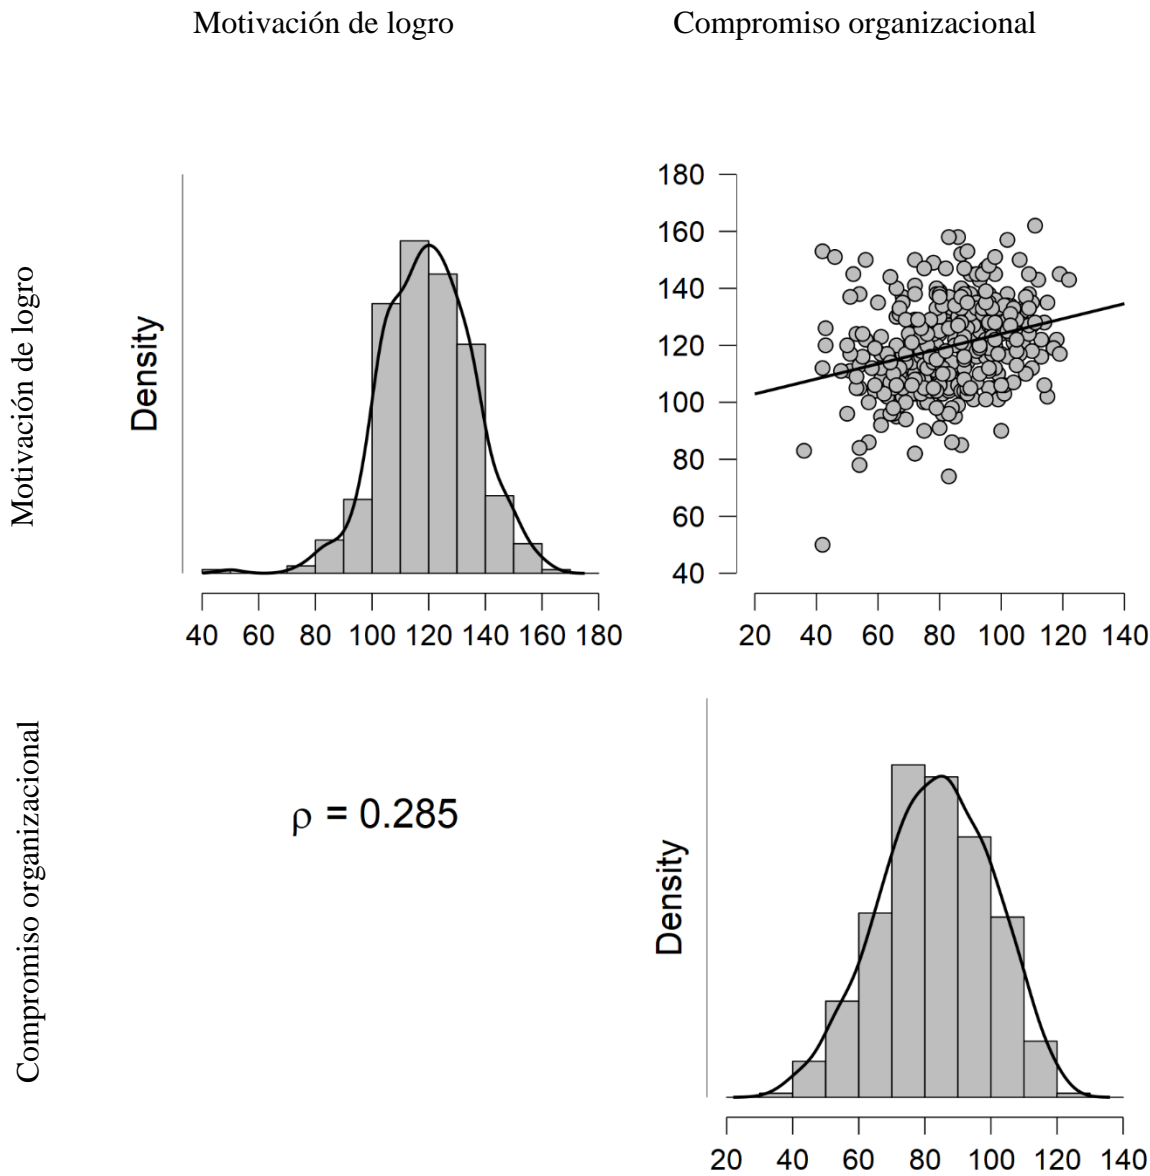 Motivación de logro
Compromiso organizacional
Motivación de logro
Density
40 60 80 100 120 140 160 180
180
160
140
120
100
80
60
40
20 40 60 80 100 120 140
Compromiso organizacional
ρ = 0.285
Density
20 40 60 80 100 120 140